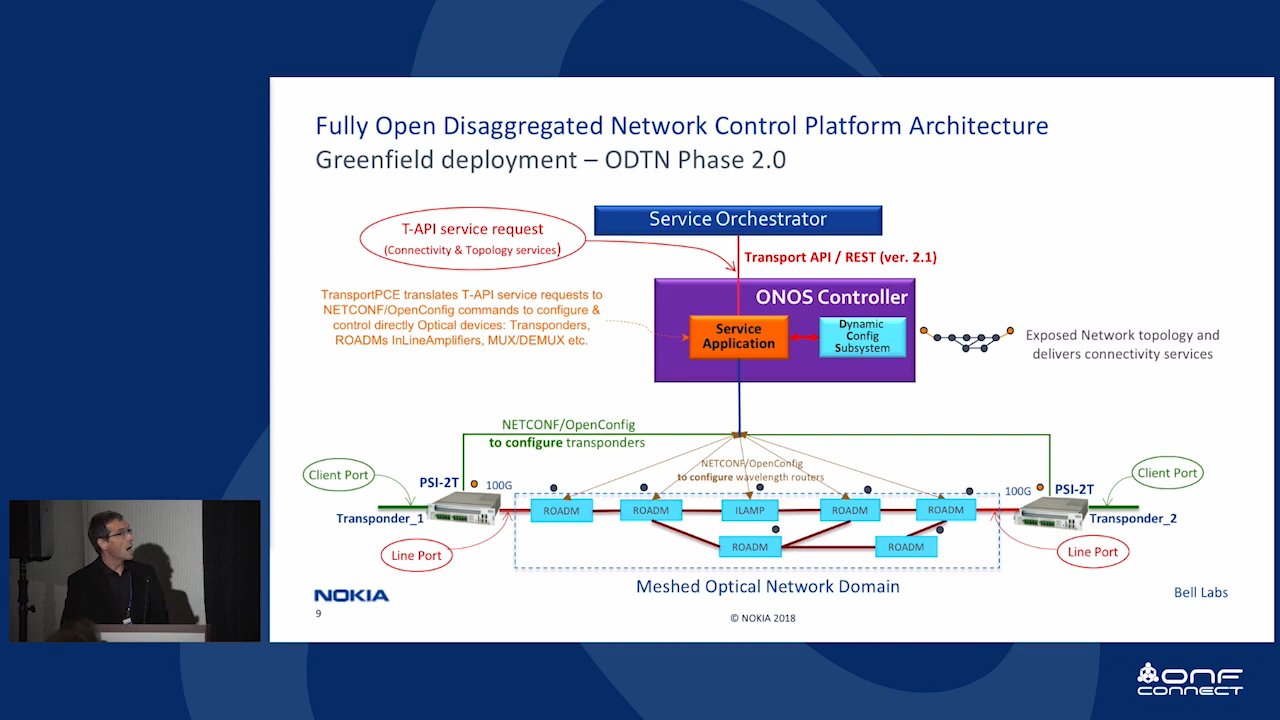 Fully Open Disaggregated Network Control Platform Architecture
Greenfield deployment – ODTN Phase 2.0
Service Orchestrator
T-API service request
(Connectivity & Topology services)
Transport API / REST (ver. 2.1)
ONOS Controller
TransportPCE translates T-API service requests to
NETCONF/OpenConfig commands to configure &
control directly Optical devices: Transponders,
ROADMs InLineAmplifiers, MUX/DEMUX etc.
Service
Application
Dynamic
Config
Subsystem
Exposed Network topology and
delivers connectivity services
NETCONF/OpenConfig
to configure transponders
NETCONF/OpenConfig
to configure wavelength routers
Client Port
PSI-2T
100G
Transponder_1
Line Port
ROADM
ROADM
ILAMP
ROADM
ROADM
ROADM
ROADM
100G
PSI-2T
Client Port
Transponder_2
Line Port
Meshed Optical Network Domain
NOKIA
Bell Labs
9
© NOKIA 2018
ONF
CONNECT